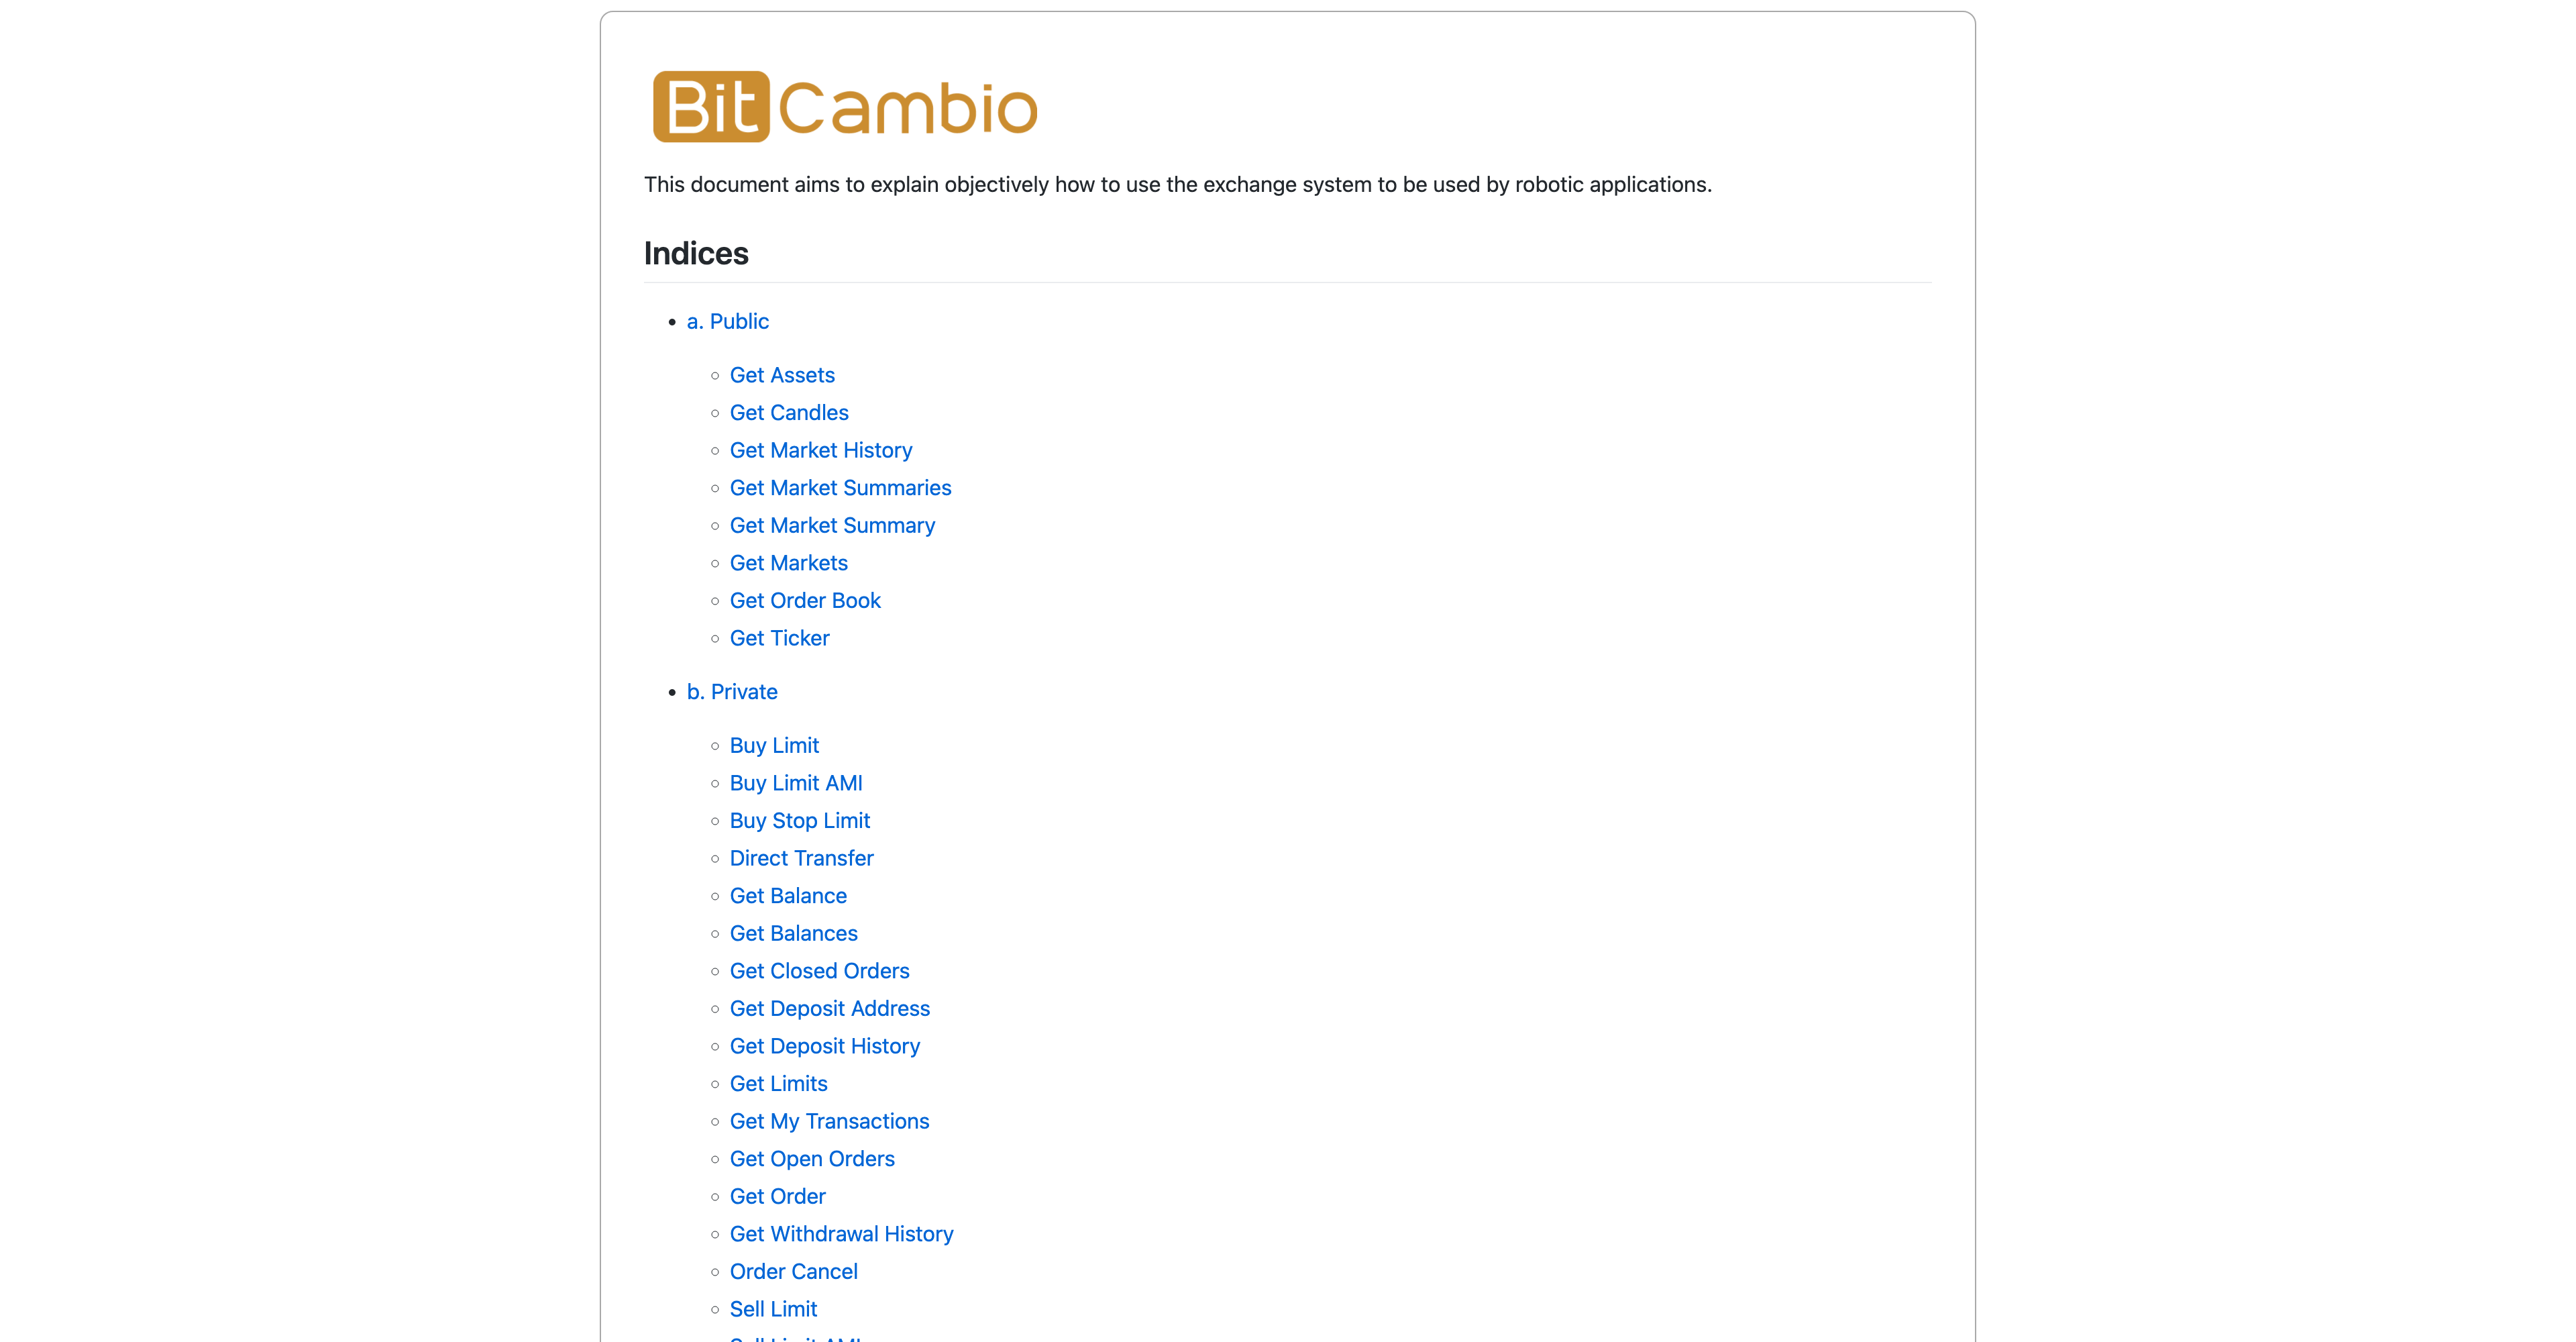 BitCambio
This document aims to explain objectively how to use the exchange system to be used by robotic applications.
Indices
a. Public
Get Assets
Get Candles
Get Market History
Get Market Summaries
Get Market Summary
Get Markets
Get Order Book
Get Ticker
b. Private
Buy Limit
Buy Limit AMI
Buy Stop Limit
Direct Transfer
Get Balance
Get Balances
Get Closed Orders
Get Deposit Address
Get Deposit History
Get Limits
Get My Transactions
Get Open Orders
Get Order
Get Withdrawal History
Order Cancel
Sell Limit